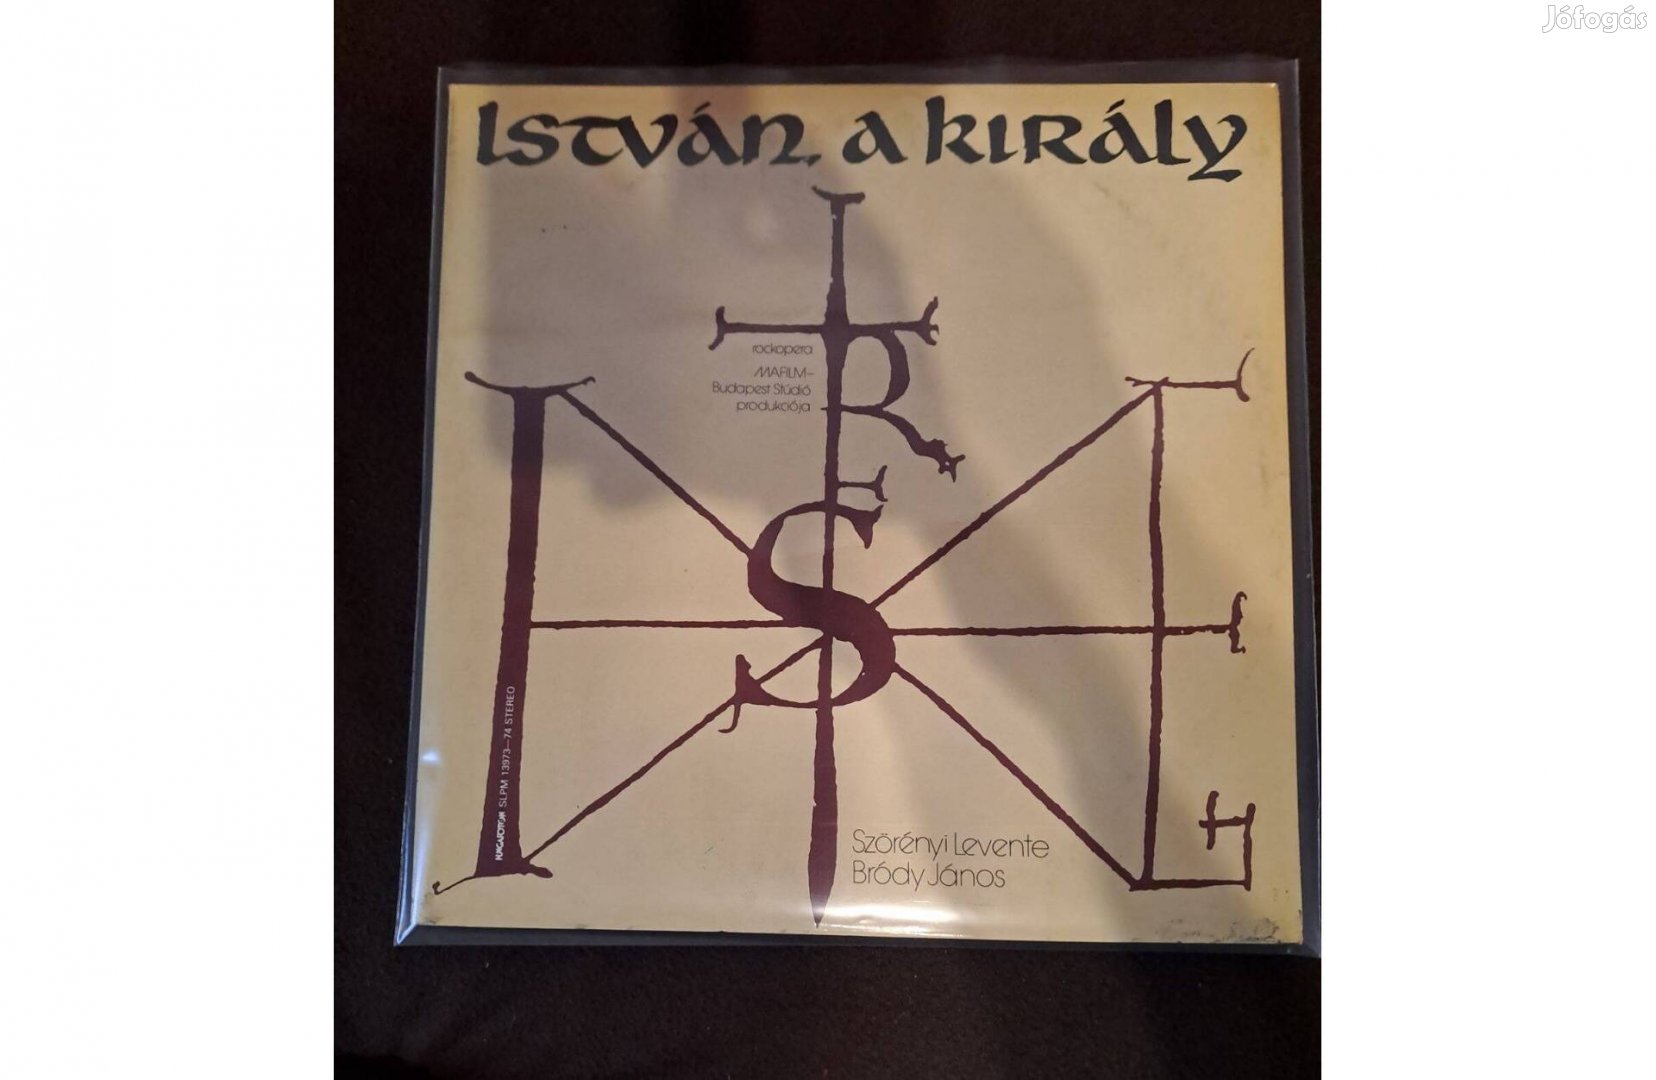 Jófogás
István, a király
rockopera
MAFILM–
Budapest Stúdió
produkciója
HUNGAROTON SLPM 13973—74 STEREO
Szörényi Levente
Bródy János